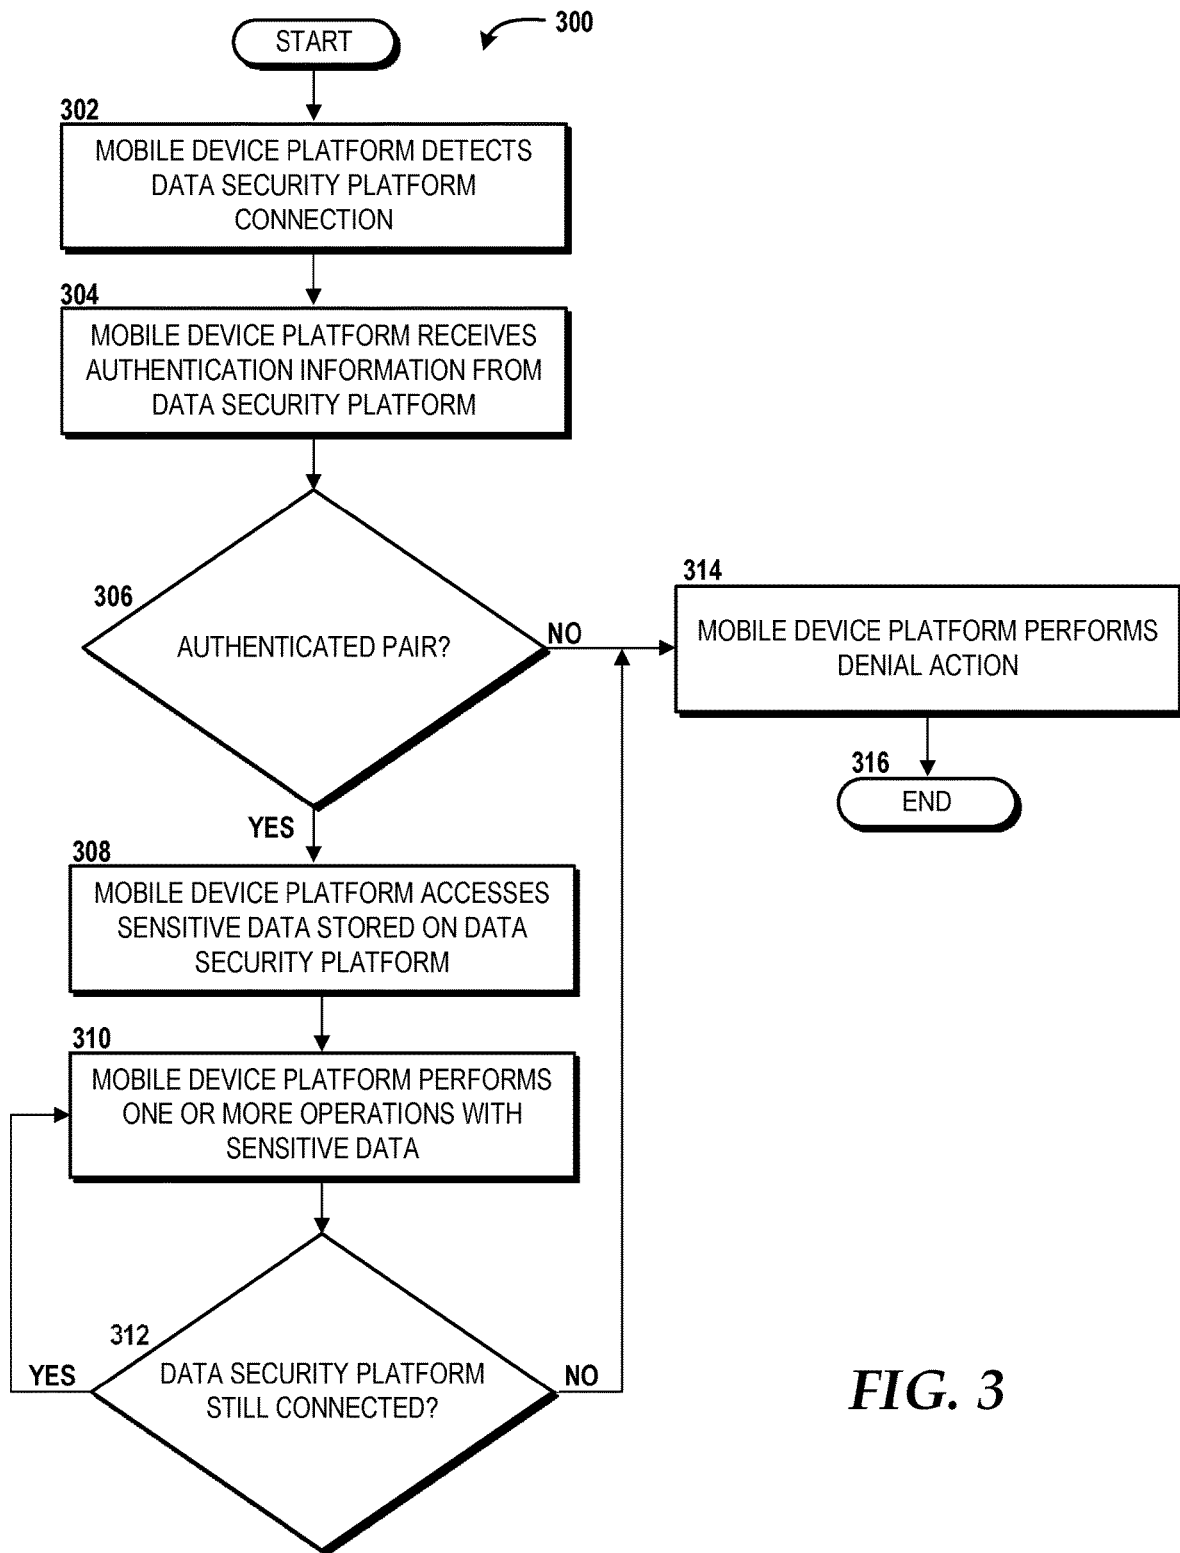 START
300
302
MOBILE DEVICE PLATFORM DETECTS
DATA SECURITY PLATFORM
CONNECTION
304
MOBILE DEVICE PLATFORM RECEIVES
AUTHENTICATION INFORMATION FROM
DATA SECURITY PLATFORM
306
AUTHENTICATED PAIR?
NO
314
MOBILE DEVICE PLATFORM PERFORMS
DENIAL ACTION
316
END
YES
308
MOBILE DEVICE PLATFORM ACCESSES
SENSITIVE DATA STORED ON DATA
SECURITY PLATFORM
310
MOBILE DEVICE PLATFORM PERFORMS
ONE OR MORE OPERATIONS WITH
SENSITIVE DATA
312
YES
DATA SECURITY PLATFORM
STILL CONNECTED?
NO
FIG. 3